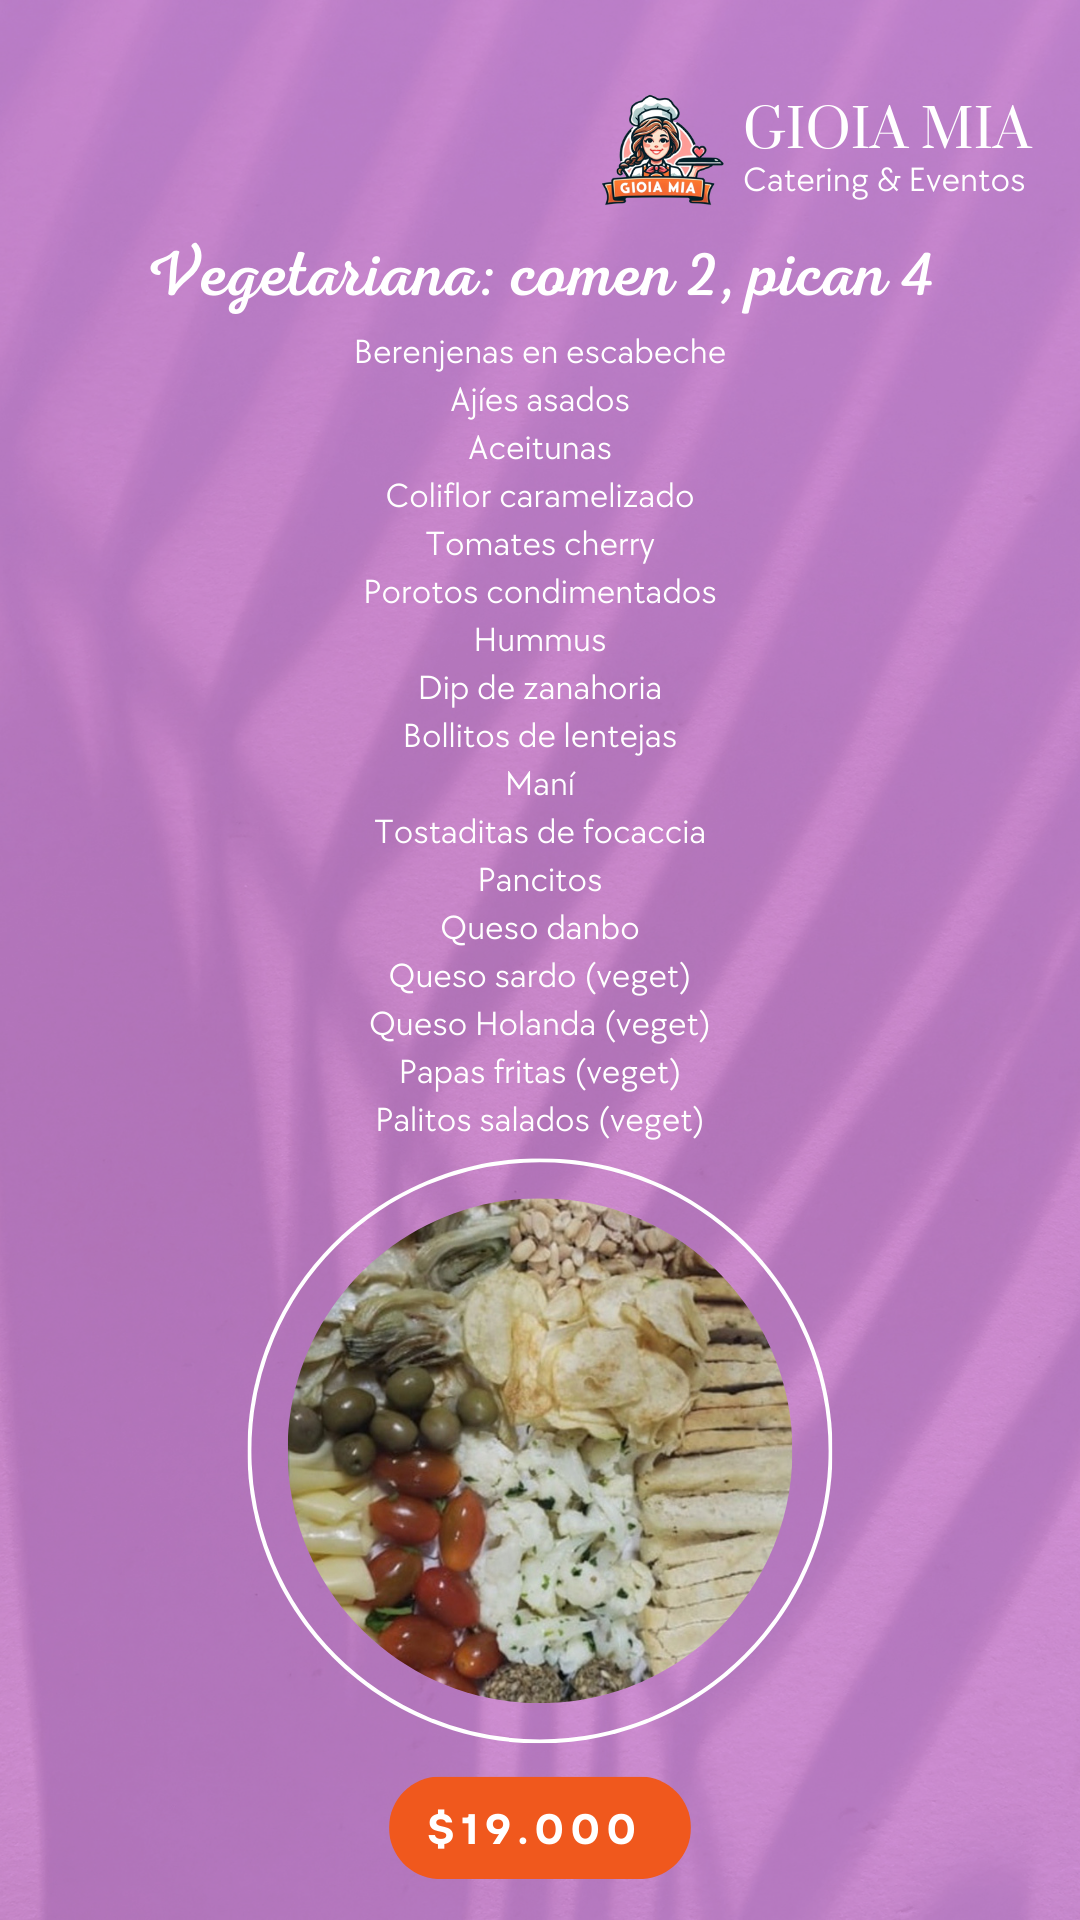 GIOIA MIA
GIOIA MIA
Catering & Eventos
Vegetariana: comen 2, pican 4
Berenjenas en escabeche
Ajíes asados
Aceitunas
Coliflor caramelizado
Tomates cherry
Porotos condimentados
Hummus
Dip de zanahoria
Bollitos de lentejas
Maní
Tostaditas de focaccia
Pancitos
Queso danbo
Queso sardo (veget)
Queso Holanda (veget)
Papas fritas (veget)
Palitos salados (veget)
$19.000